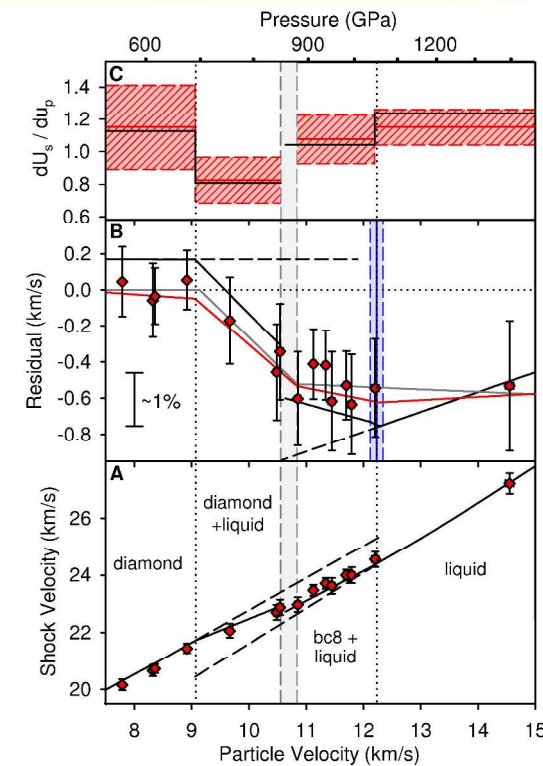 Pressure (GPa)
600 900 1200
C
1.4
1.2
1.0
0.8
0.6
dUs / dup
B
0.2
0.0
-0.2
-0.4
-0.6
-0.8
Residual (km/s)
~1%
A
26
24
22
20
Shock Velocity (km/s)
diamond
+liquid
diamond
liquid
bc8 +
liquid
8 9 10 11 12 13 14 15
Particle Velocity (km/s)